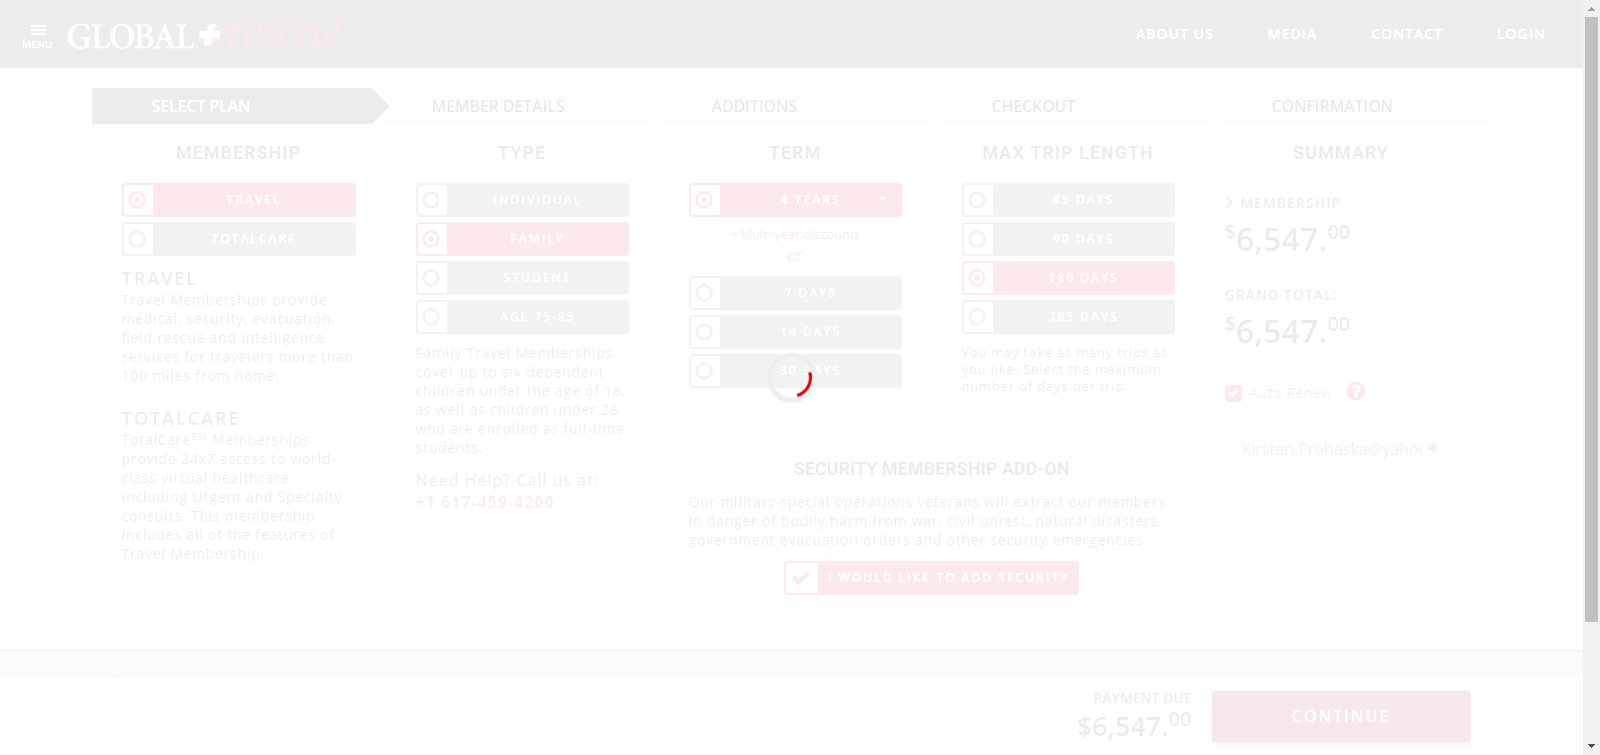 MENU
GLOBAL rescue
ABOUT US
MEDIA
CONTACT
LOGIN
SELECT PLAN
MEMBER DETAILS
ADDITIONS
CHECKOUT
CONFIRMATION
MEMBERSHIP
TRAVEL
TOTALCARE
TRAVEL
Travel Memberships provide
medical, security, evacuation,
field rescue and intelligence
services for travelers more than
100 miles from home.
TOTALCARE
TotalCareSM Memberships
provide 24x7 access to world-
class virtual healthcare,
including Urgent and Specialty
consults. This membership
includes all of the features of
Travel Membership.
TYPE
INDIVIDUAL
FAMILY
STUDENT
AGE 75-85
Family Travel Memberships
cover up to six dependent
children under the age of 18,
as well as children under 26
who are enrolled as full-time
students.
Need Help? Call us at:
+1 617-459-4200
TERM
4 YEARS
+ Multi-year discounts
or
7 DAYS
14 DAYS
30 DAYS
MAX TRIP LENGTH
45 DAYS
90 DAYS
180 DAYS
365 DAYS
You may take as many trips as
you like. Select the maximum
number of days per trip.
SECURITY MEMBERSHIP ADD-ON
Our military special operations veterans will extract our members
in danger of bodily harm from war, civil unrest, natural disasters,
government evacuation orders and other security emergencies.
I WOULD LIKE TO ADD SECURITY
SUMMARY
MEMBERSHIP
$6,547.00
GRAND TOTAL:
$6,547.00
Auto Renew ?
Kirsten.Prohaska@yahoo *
PAYMENT DUE
$6,547.00
CONTINUE